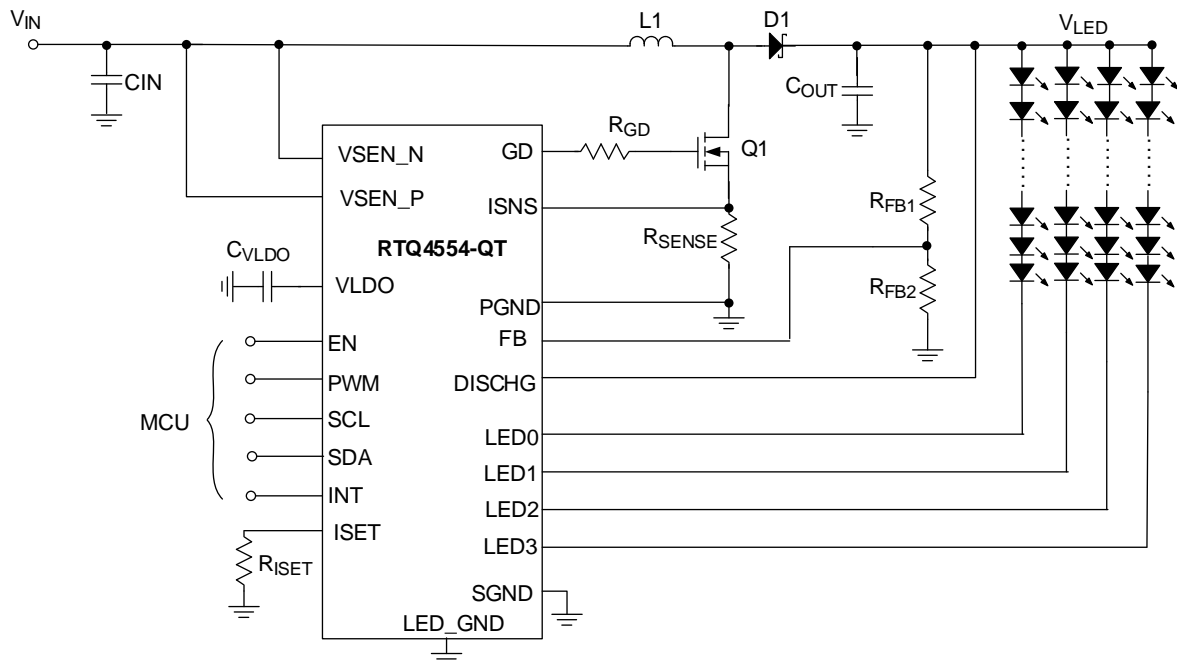 VIN
L1
D1
VLED
CIN
COUT
RGD
Q1
VSEN_N
GD
VSEN_P
ISNS
RFB1
RSENSE
RTQ4554-QT
CVLDO
VLDO
PGND
RFB2
EN
FB
PWM
DISCHG
MCU
SCL
LED0
SDA
LED1
INT
LED2
ISET
LED3
RISET
SGND
LED_GND